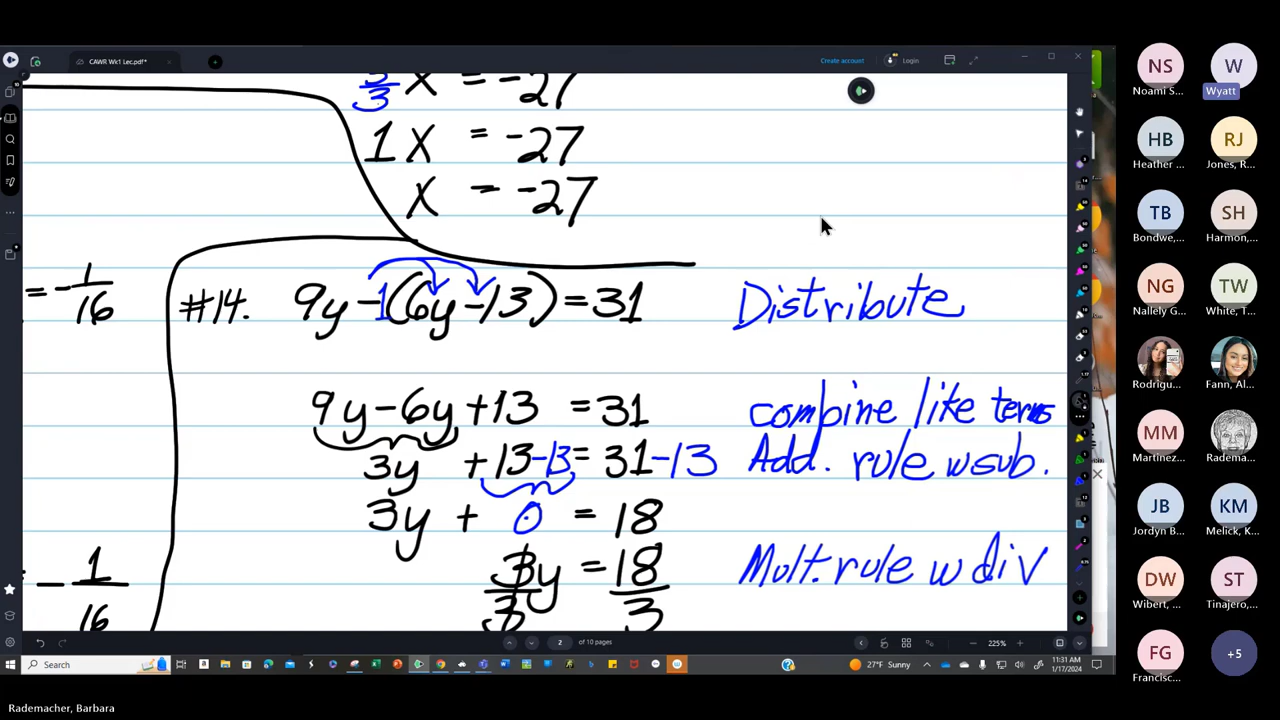 CAWR Wk1 Lec.pdf*
Create account
Login
3/3 x = -27
1x = -27
x = -27
= -1/16
#14. 9y -1(6y -13) = 31 Distribute
9y - 6y + 13 = 31 combine like terms
3y + 13 - 13 = 31 - 13 Add. rule w sub.
3y + 0 = 18
3y/3 = 18/3 Mult. rule w div
- 1/16
2 of 10 pages
225%
Search
27°F Sunny
11:31 AM
1/17/2024
Rademacher, Barbara
NS
Noami S...
W
Wyatt
HB
Heather ...
RJ
Jones, R...
TB
Bondwe,...
SH
Harmon,...
NG
Nallely G...
TW
White, T...
Rodrigu...
Fann, Al...
MM
Martinez...
Radema...
JB
Jordyn B...
KM
Melick, K...
DW
Wibert, ...
ST
Tinajero,...
FG
Francisc...
+5